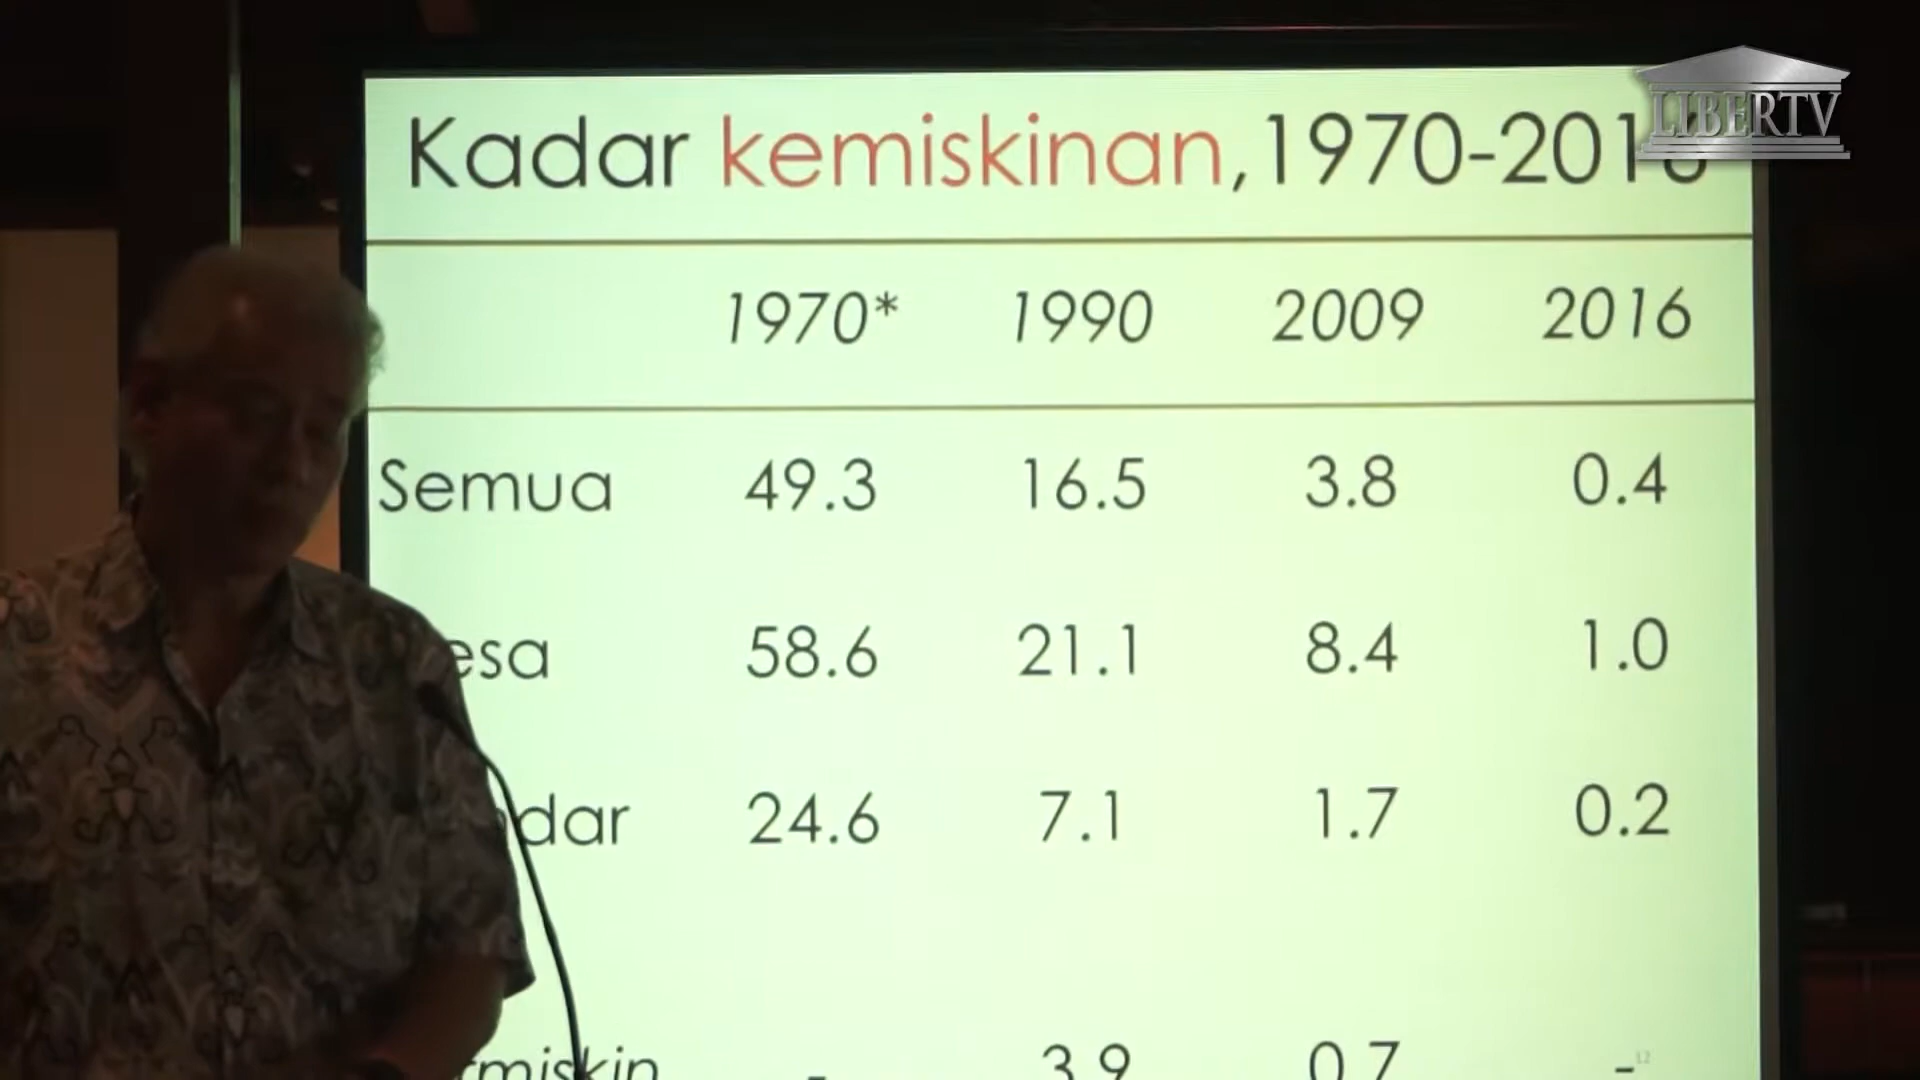 LIBERTV
Kadar kemiskinan, 1970-2016
1970* 1990 2009 2016
Semua 49.3 16.5 3.8 0.4
esa 58.6 21.1 8.4 1.0
dar 24.6 7.1 1.7 0.2
rmiskin - 3.9 0.7 -
12